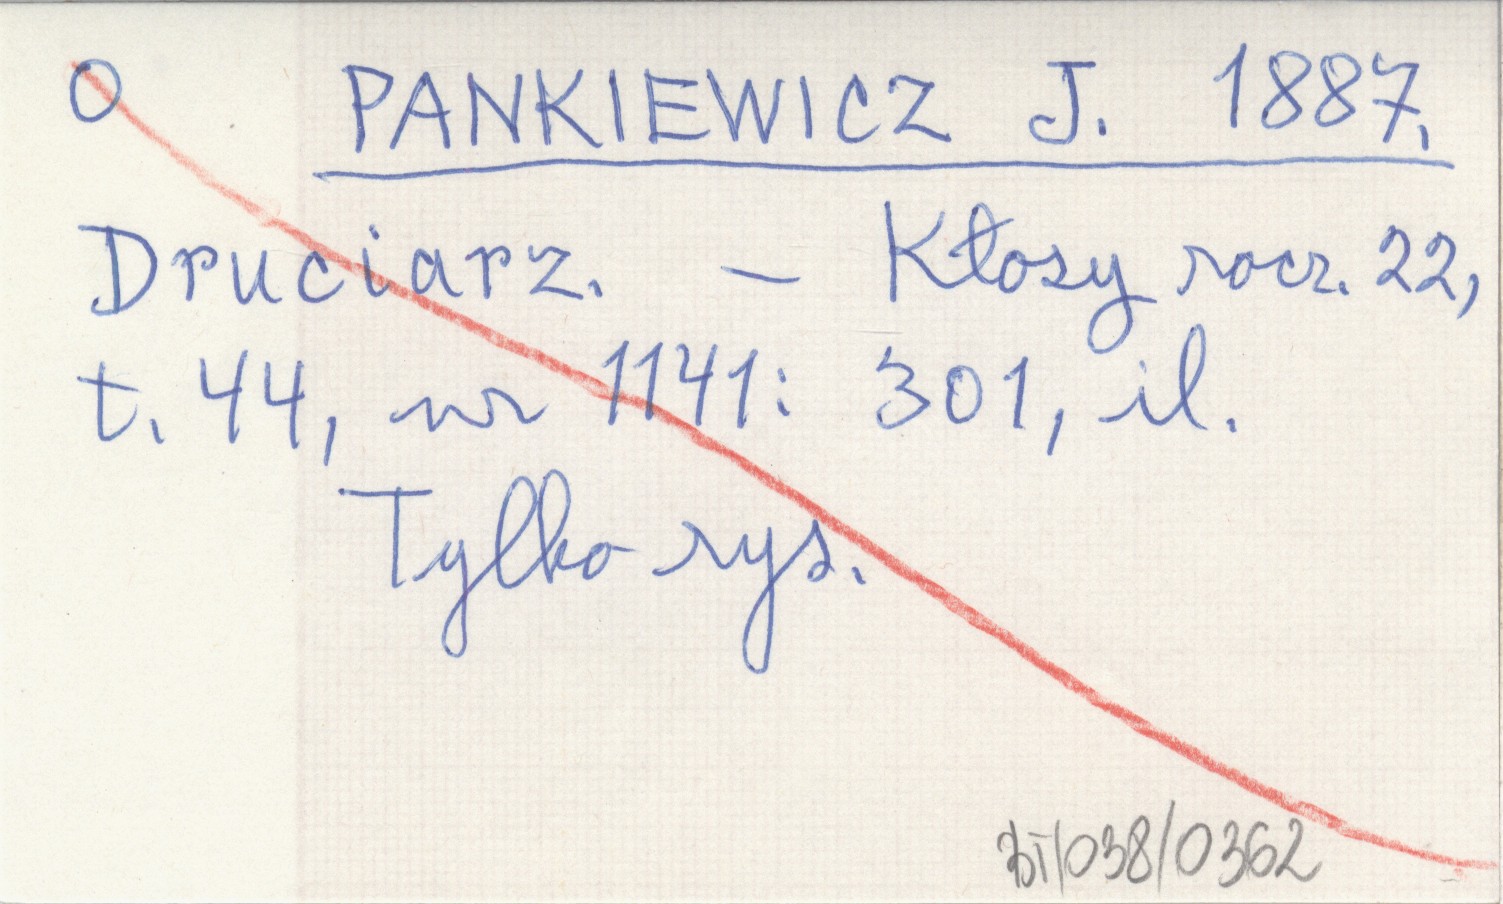 O PANKIEWICZ J. 1887.
Druciarz. – Kłosy rocz. 22,
t. 44, nr 1141: 301, il.
Tylko rys.
BI/038/0362